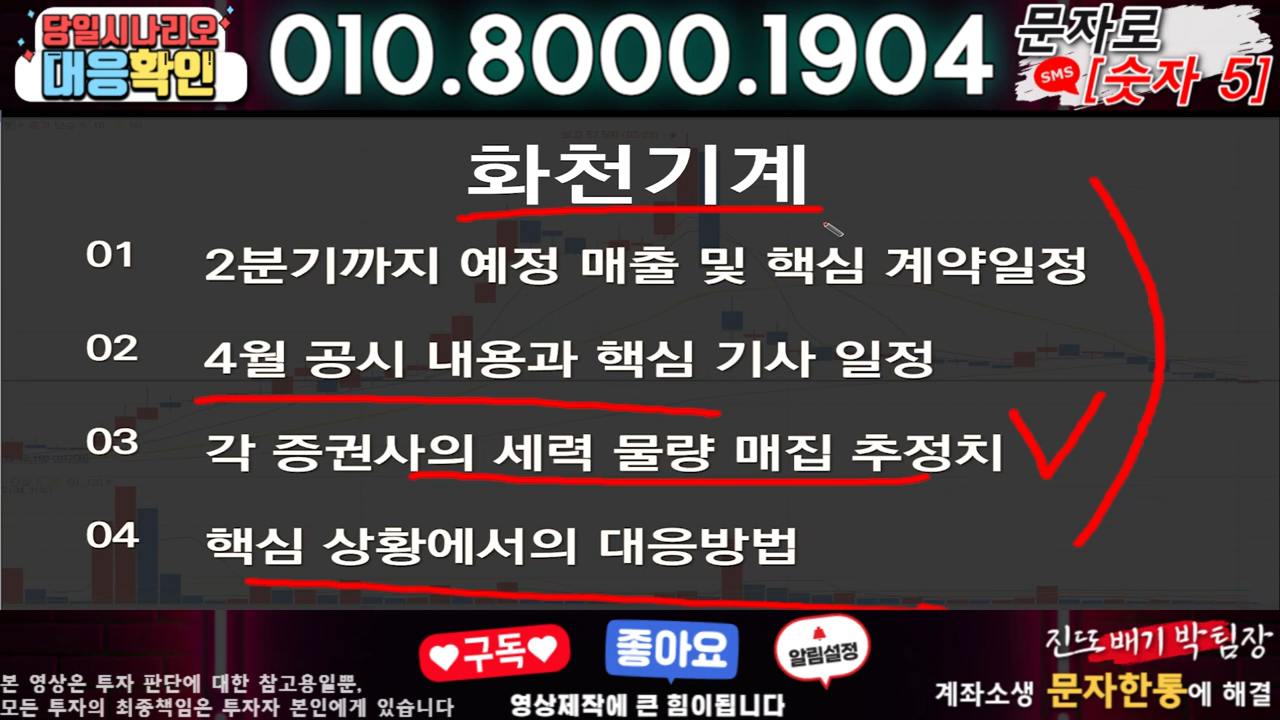 당일시나리오
대응확인
010.8000.1904
문자로
SMS
[숫자 5]
화천기계
01 2분기까지 예정 매출 및 핵심 계약일정
02 4월 공시 내용과 핵심 기사 일정
03 각 증권사의 세력 물량 매집 추정치
04 핵심 상황에서의 대응방법
구독
좋아요
알림설정
영상제작에 큰 힘이됩니다
본 영상은 투자 판단에 대한 참고용일뿐,
모든 투자의 최종책임은 투자자 본인에게 있습니다
진또배기 박팀장
계좌소생 문자한통에 해결